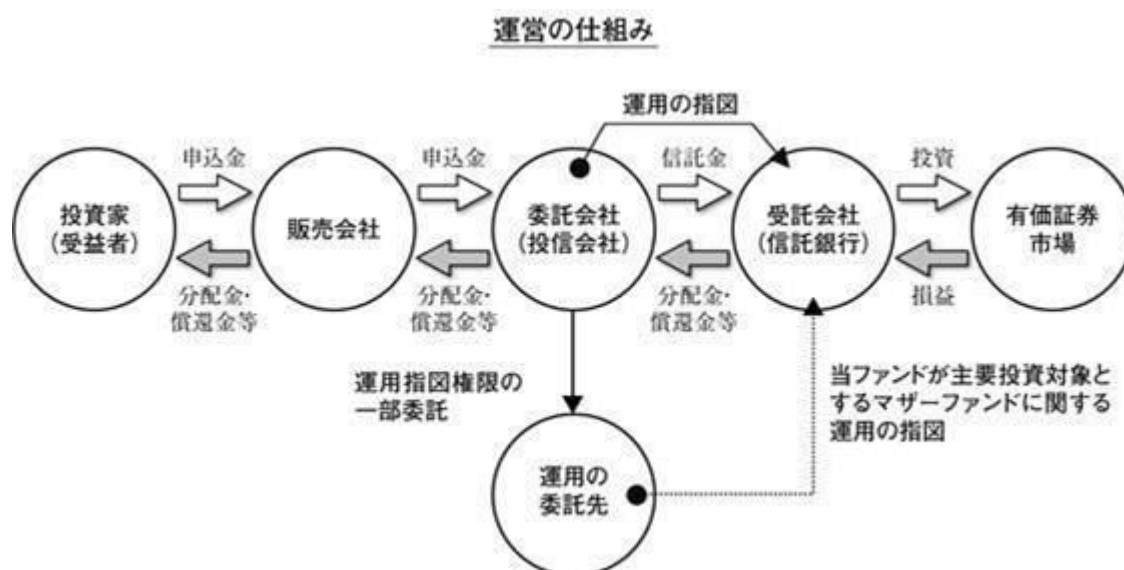 運営の仕組み
運用の指図
申込金
申込金
信託金
投資
投資家
(受益者)
販売会社
委託会社
(投信会社)
受託会社
(信託銀行)
有価証券
市場
分配金・
償還金等
分配金・
償還金等
分配金・
償還金等
損益
運用指図権限の
一部委託
当ファンドが主要投資対象と
するマザーファンドに関する
運用の指図
運用の
委託先